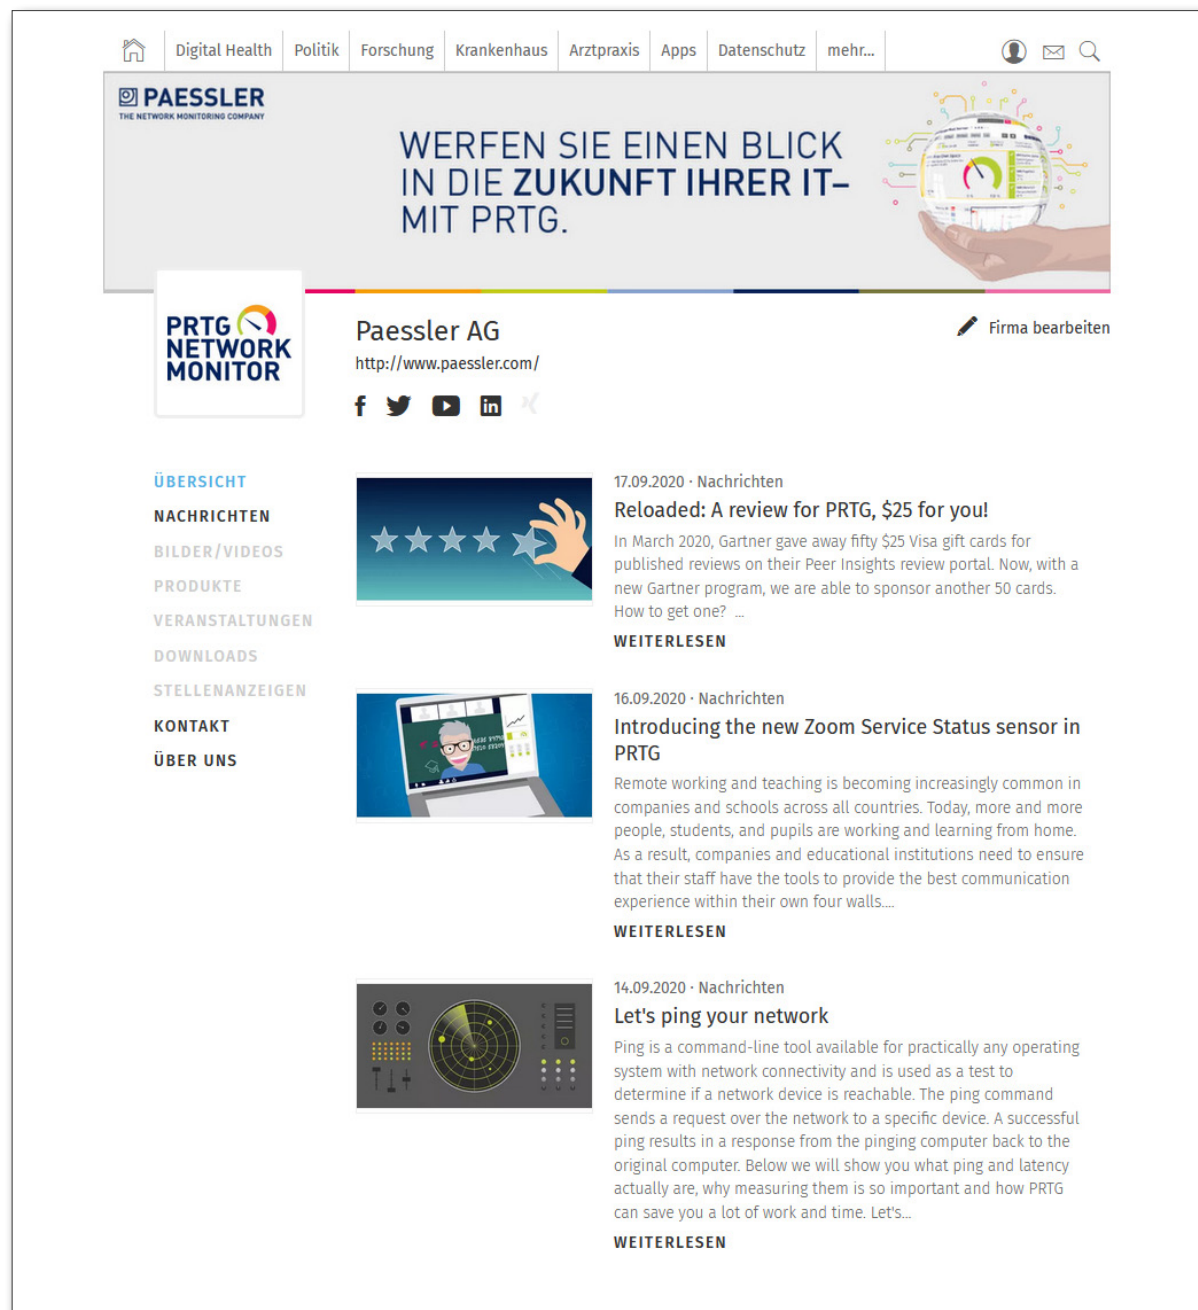 Digital Health Politik Forschung Krankenhaus Arztpraxis Apps Datenschutz mehr...
PAESSLER
THE NETWORK MONITORING COMPANY
WERFEN SIE EINEN BLICK
IN DIE ZUKUNFT IHRER IT–
MIT PRTG.
PRTG
NETWORK
MONITOR
Paessler AG
http://www.paessler.com/
Firma bearbeiten
ÜBERSICHT
NACHRICHTEN
BILDER/VIDEOS
PRODUKTE
VERANSTALTUNGEN
DOWNLOADS
STELLENANZEIGEN
KONTAKT
ÜBER UNS
17.09.2020 · Nachrichten
Reloaded: A review for PRTG, $25 for you!
In March 2020, Gartner gave away fifty $25 Visa gift cards for
published reviews on their Peer Insights review portal. Now, with a
new Gartner program, we are able to sponsor another 50 cards.
How to get one? ...
WEITERLESEN
16.09.2020 · Nachrichten
Introducing the new Zoom Service Status sensor in
PRTG
Remote working and teaching is becoming increasingly common in
companies and schools across all countries. Today, more and more
people, students, and pupils are working and learning from home.
As a result, companies and educational institutions need to ensure
that their staff have the tools to provide the best communication
experience within their own four walls....
WEITERLESEN
14.09.2020 · Nachrichten
Let's ping your network
Ping is a command-line tool available for practically any operating
system with network connectivity and is used as a test to
determine if a network device is reachable. The ping command
sends a request over the network to a specific device. A successful
ping results in a response from the pinging computer back to the
original computer. Below we will show you what ping and latency
actually are, why measuring them is so important and how PRTG
can save you a lot of work and time. Let's...
WEITERLESEN